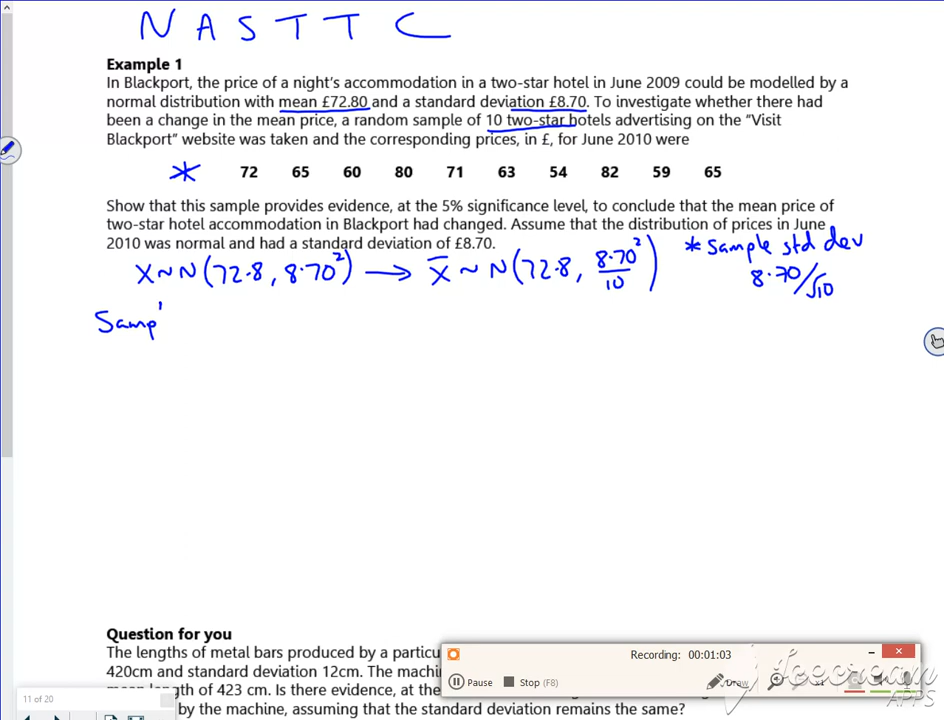 N A S T T C
Example 1
In Blackport, the price of a night's accommodation in a two-star hotel in June 2009 could be modelled by a
normal distribution with mean £72.80 and a standard deviation £8.70. To investigate whether there had
been a change in the mean price, a random sample of 10 two-star hotels advertising on the "Visit
Blackport" website was taken and the corresponding prices, in £, for June 2010 were
* 72 65 60 80 71 63 54 82 59 65
Show that this sample provides evidence, at the 5% significance level, to conclude that the mean price of
two-star hotel accommodation in Blackport had changed. Assume that the distribution of prices in June
2010 was normal and had a standard deviation of £8.70.
* Sample std dev
X~N(72.8, 8.70²) → X̄ ~ N(72.8, 8.70²/10)
8.70/√10
Samp
Question for you
The lengths of metal bars produced by a particu
420cm and standard deviation 12cm. The machi
gth of 423 cm. Is there evidence, at the
by the machine, assuming that the standard deviation remains the same?
Recording: 00:01:03
Pause Stop (F8) Draw
Icecream
APPS
11 of 20